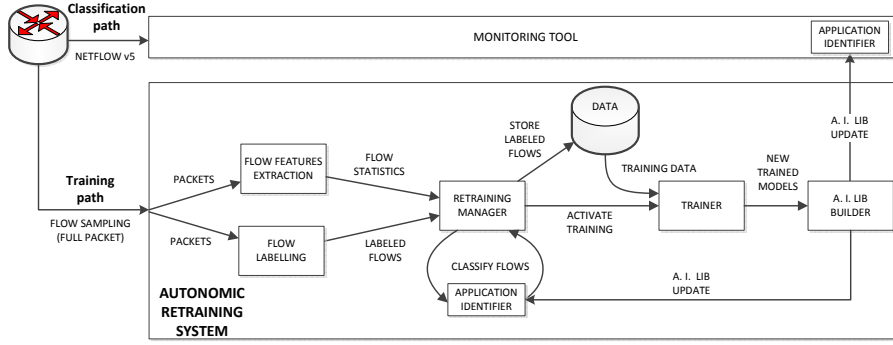 Classification
path
NETFLOW v5
MONITORING TOOL
APPLICATION
IDENTIFIER
Training
path
FLOW SAMPLING
(FULL PACKET)
PACKETS
PACKETS
FLOW FEATURES
EXTRACTION
FLOW
LABELLING
FLOW
STATISTICS
LABELED
FLOWS
RETRAINING
MANAGER
STORE
LABELED
FLOWS
DATA
TRAINING DATA
ACTIVATE
TRAINING
TRAINER
NEW
TRAINED
MODELS
A. I. LIB
UPDATE
A. I. LIB
BUILDER
CLASSIFY FLOWS
APPLICATION
IDENTIFIER
A. I. LIB
UPDATE
AUTONOMIC
RETRAINING
SYSTEM